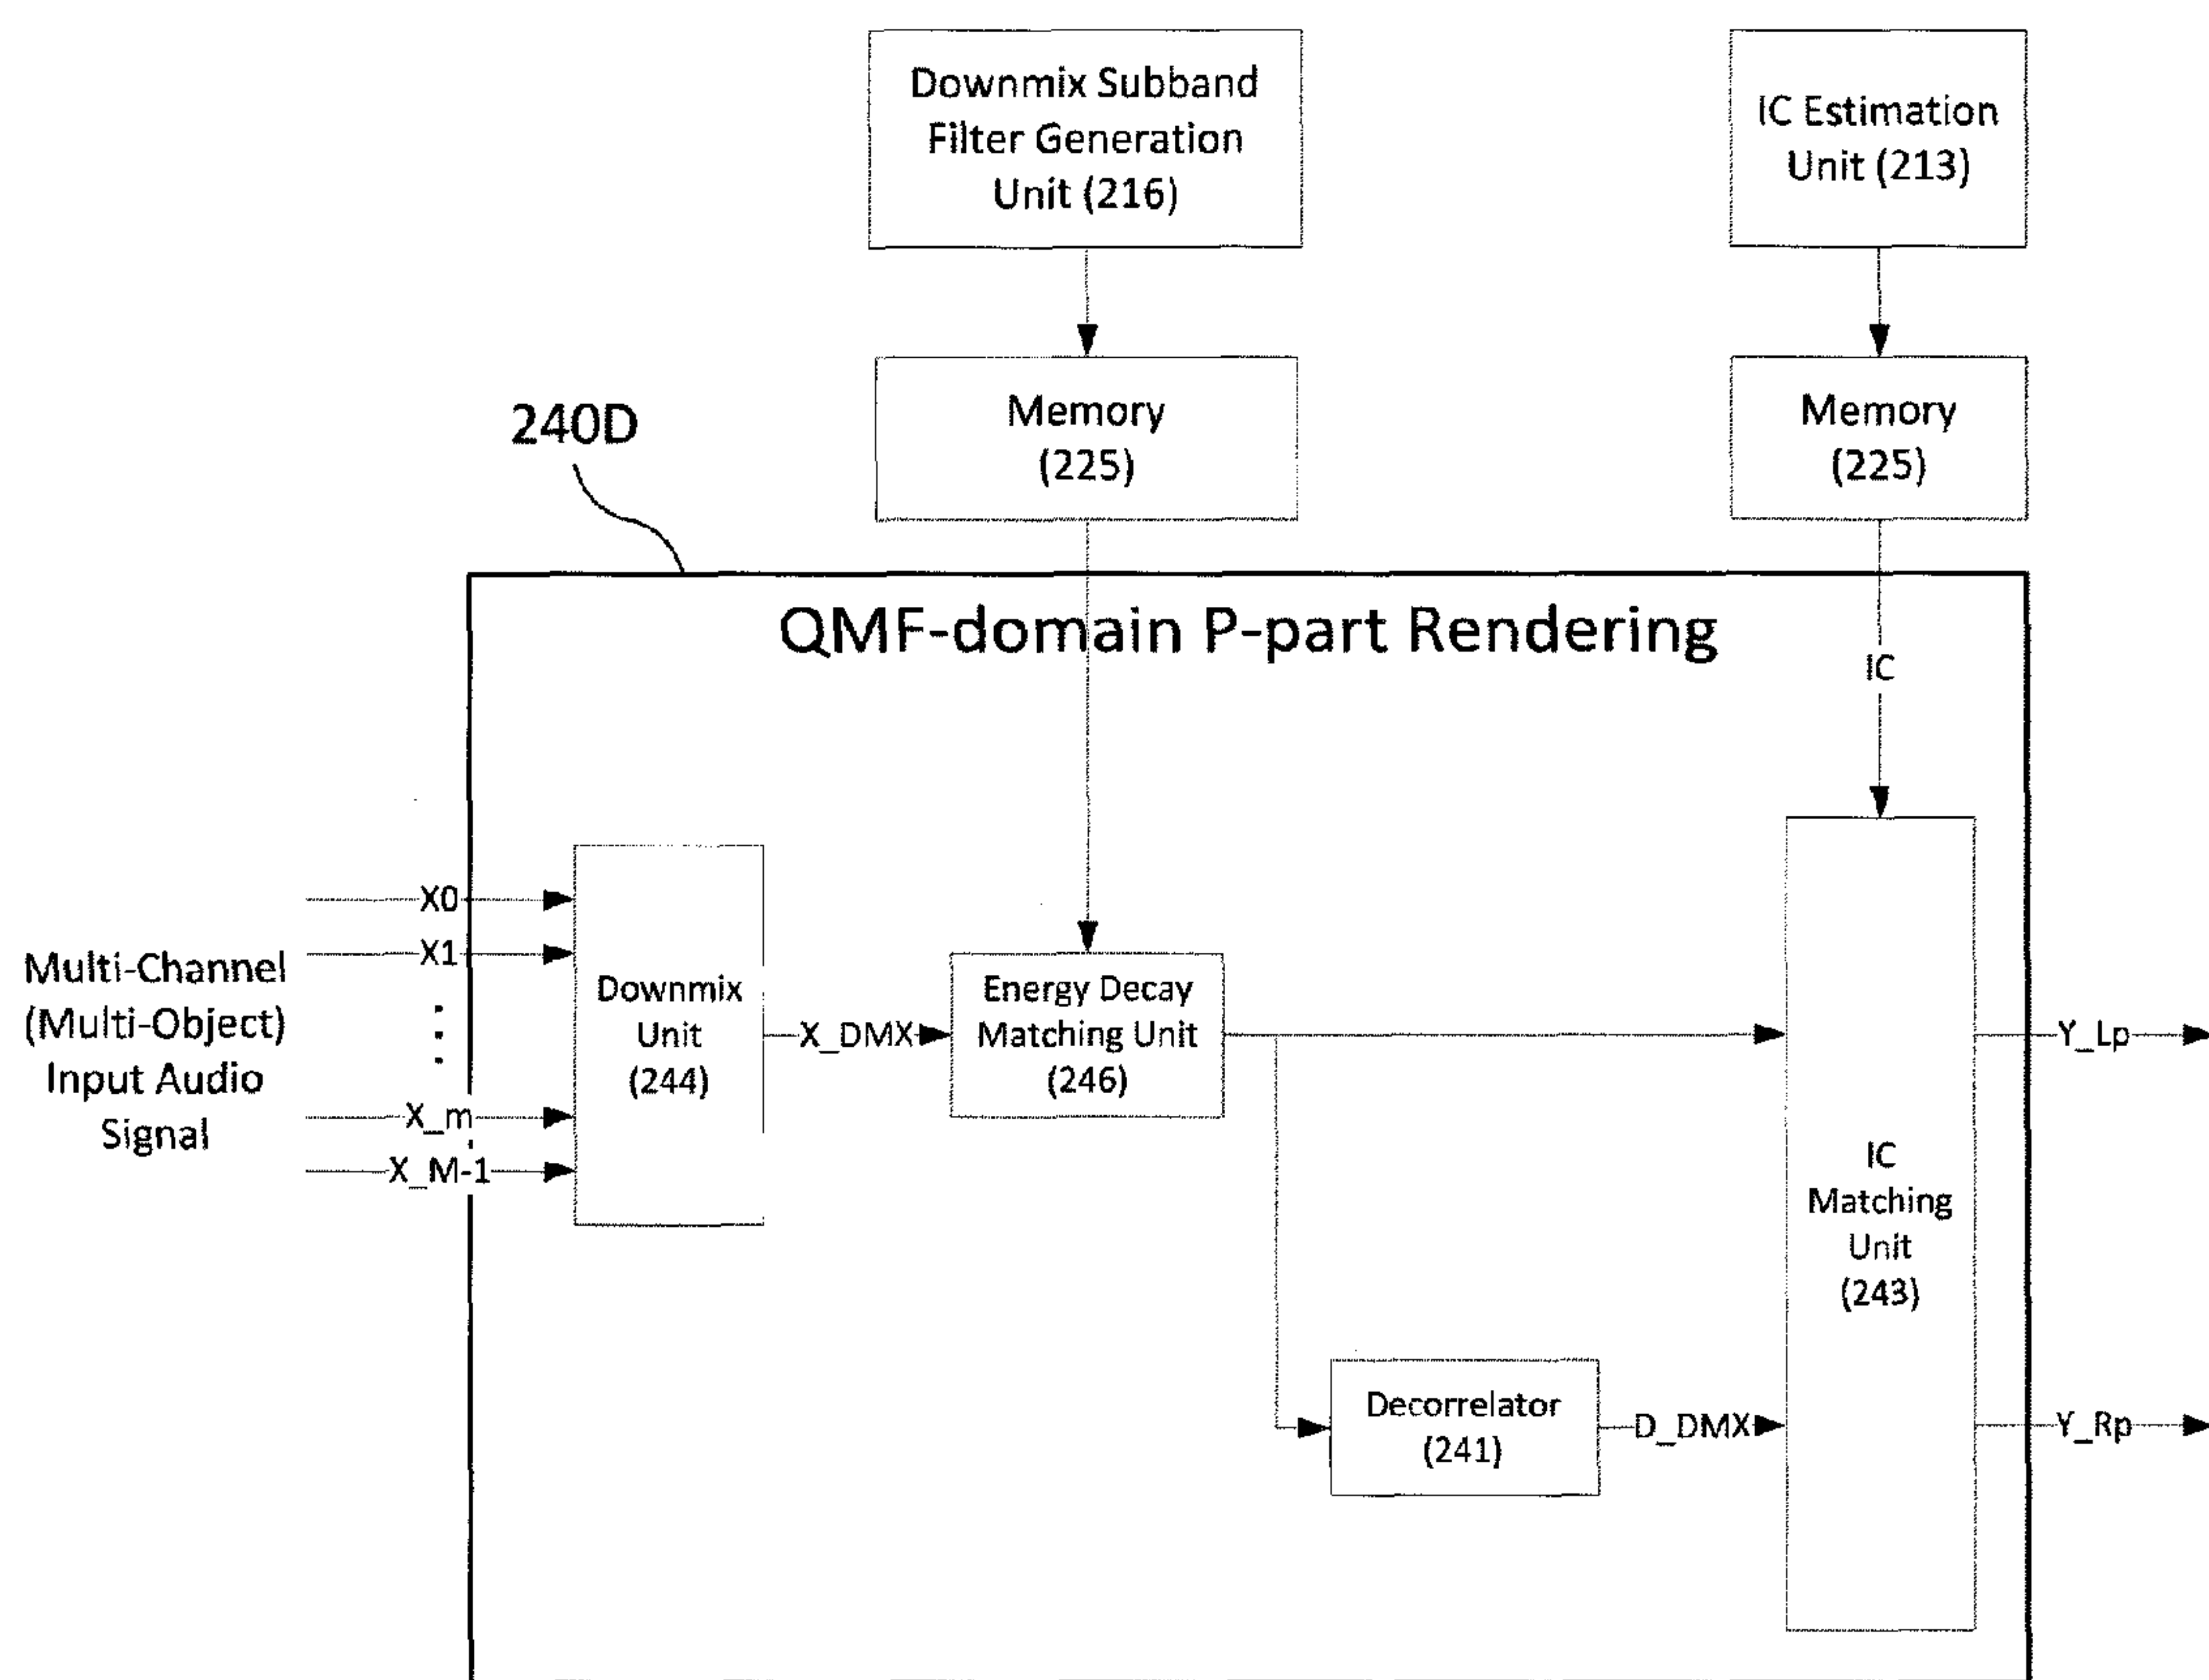 Downmix Subband
Filter Generation
Unit (216)
IC Estimation
Unit (213)
Memory
(225)
Memory
(225)
240D
QMF-domain P-part Rendering
IC
Multi-Channel
(Multi-Object)
Input Audio
Signal
X0
X1
X_m
X_M-1
Downmix
Unit
(244)
X_DMX
Energy Decay
Matching Unit
(246)
Decorrelator
(241)
D_DMX
IC
Matching
Unit
(243)
Y_Lp
Y_Rp